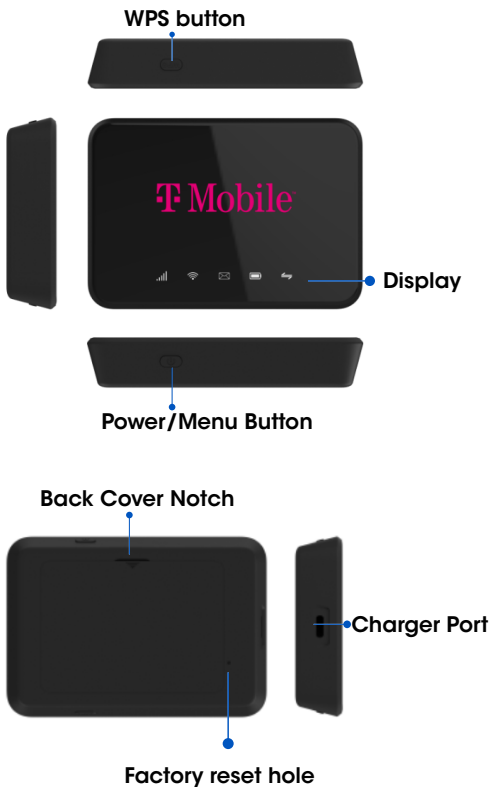 WPS button
T Mobile
Display
Power/Menu Button
Back Cover Notch
Charger Port
Factory reset hole